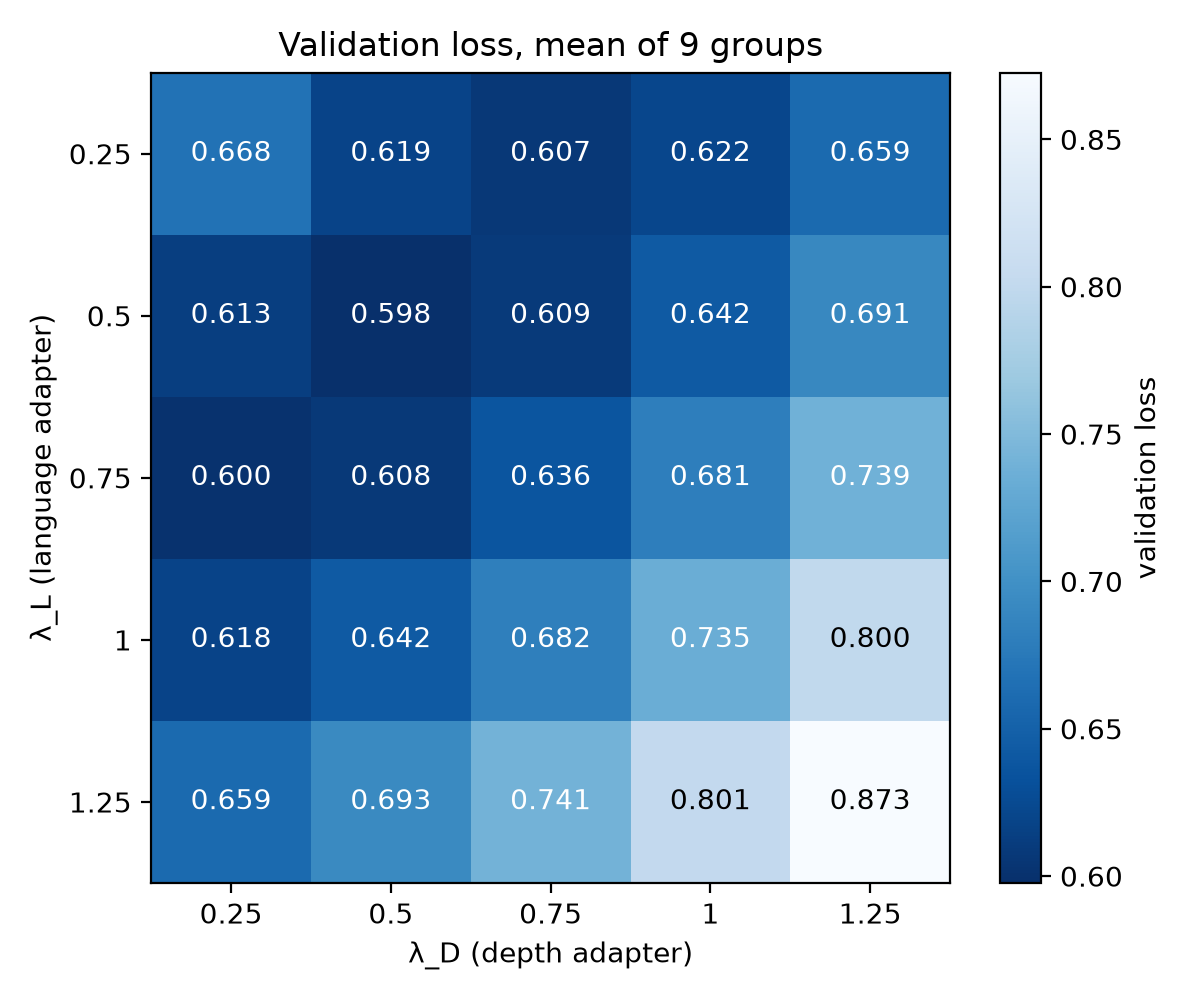 Validation loss, mean of 9 groups
λ_L (language adapter)
0.25 0.668 0.619 0.607 0.622 0.659
0.5 0.613 0.598 0.609 0.642 0.691
0.75 0.600 0.608 0.636 0.681 0.739
1 0.618 0.642 0.682 0.735 0.800
1.25 0.659 0.693 0.741 0.801 0.873
0.25 0.5 0.75 1 1.25
λ_D (depth adapter)
0.85
0.80
0.75
0.70
0.65
0.60
validation loss